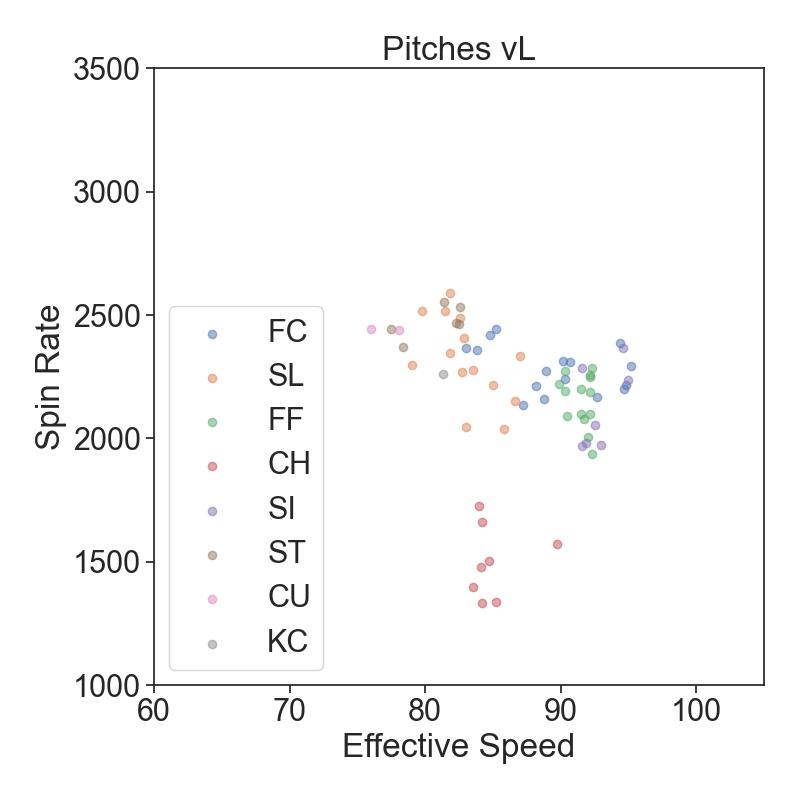 Pitches vL
3500
3000
2500
2000
1500
1000
Spin Rate
FC
SL
FF
CH
SI
ST
CU
KC
60
70
80
90
100
Effective Speed